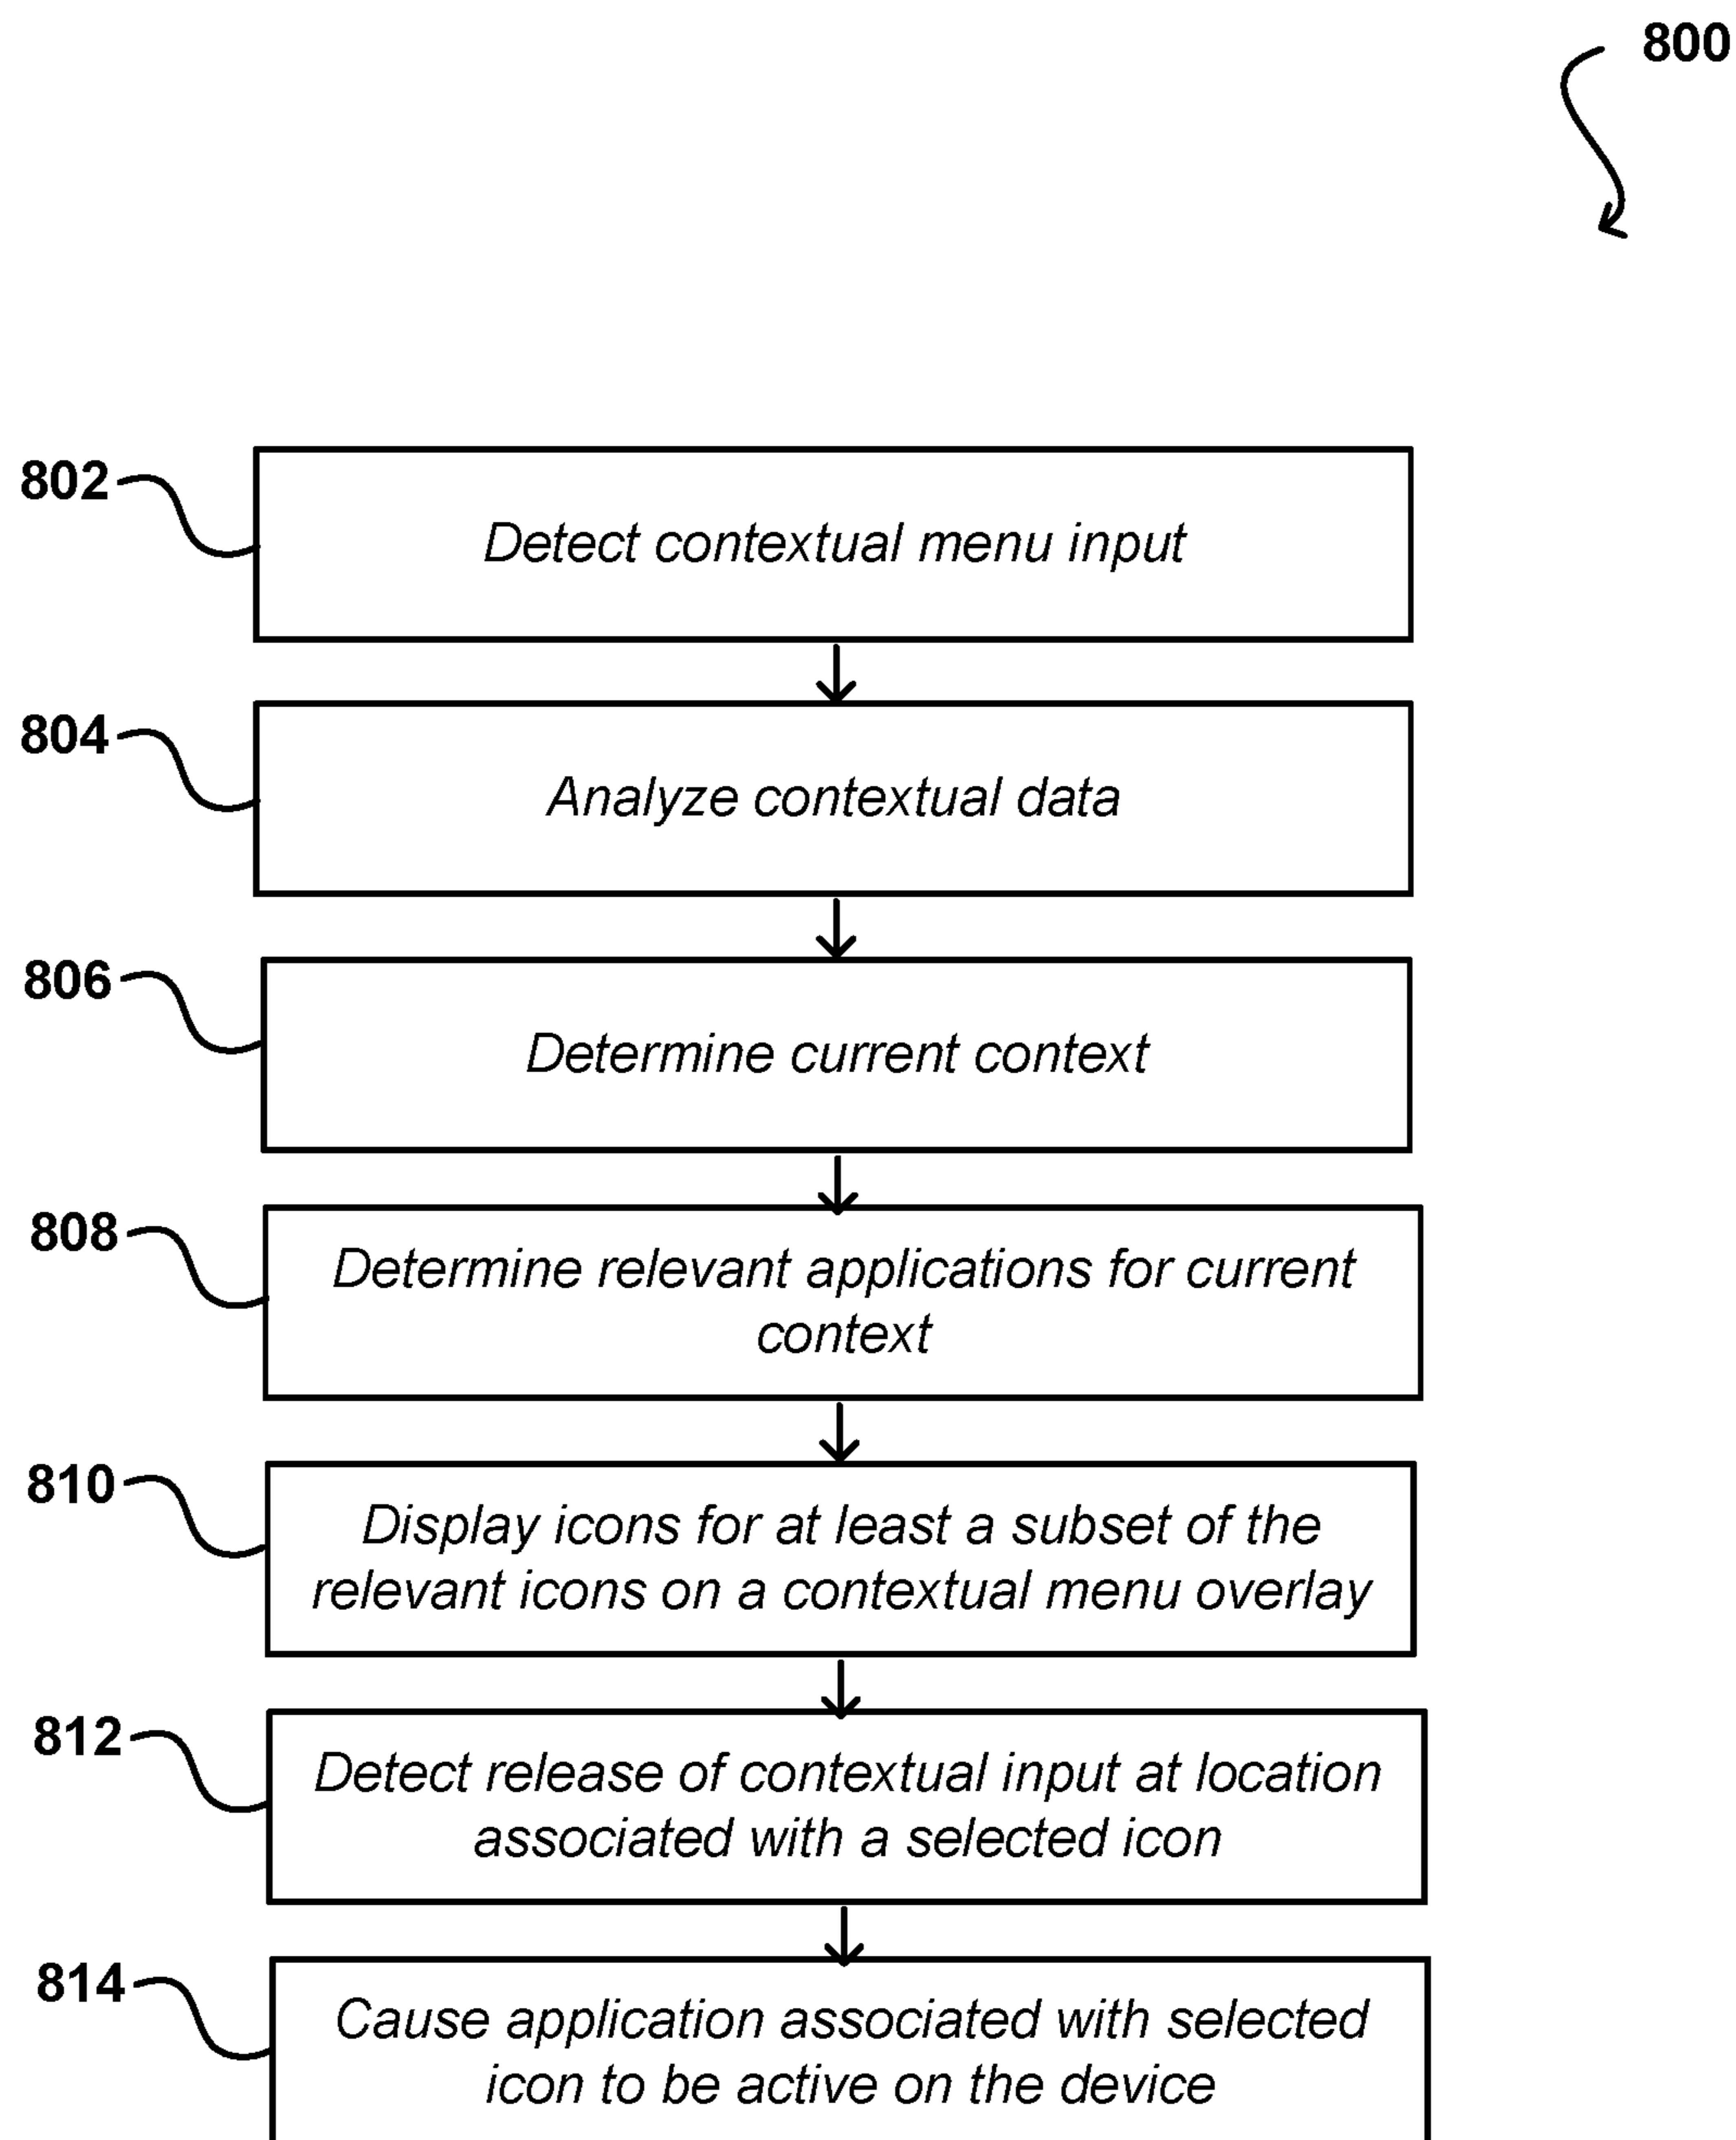 800
802
Detect contextual menu input
804
Analyze contextual data
806
Determine current context
808
Determine relevant applications for current
context
810
Display icons for at least a subset of the
relevant icons on a contextual menu overlay
812
Detect release of contextual input at location
associated with a selected icon
814
Cause application associated with selected
icon to be active on the device